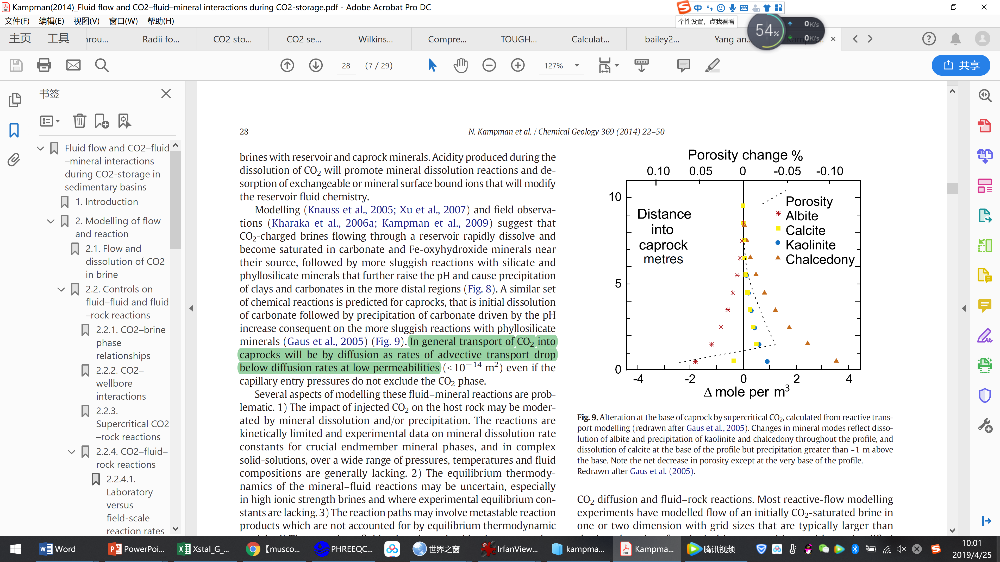 Kampman(2014)_Fluid flow and CO2–fluid–mineral interactions during CO2-storage.pdf - Adobe Acrobat Pro DC
中
个性设置，点我看看
文件(F) 编辑(E) 视图(V) 窗口(W) 帮助(H)
54%
0K/s
0K/s
主页 工具
Radii fo...
CO2 sto...
CO2 se...
Wilkins...
Compre...
TOUGH...
Calculat...
bailey2...
Yang an...
28 (7 / 29)
127%
共享
书签
Fluid flow and CO2–fluid
–mineral interactions
during CO2-storage in
sedimentary basins
1. Introduction
2. Modelling of flow
and reaction
2.1. Flow and
dissolution of CO2
in brine
2.2. Controls on
fluid–fluid and fluid
–rock reactions
2.2.1. CO2–brine
phase
relationships
2.2.2. CO2–
wellbore
interactions
2.2.3.
Supercritical CO2
–rock reactions
2.2.4. CO2–fluid–
rock reactions
2.2.4.1.
Laboratory
versus
field-scale
reaction rates
28
N. Kampman et al. / Chemical Geology 369 (2014) 22–50
brines with reservoir and caprock minerals. Acidity produced during the
dissolution of CO₂ will promote mineral dissolution reactions and de-
sorption of exchangeable or mineral surface bound ions that will modify
the reservoir fluid chemistry.
Modelling (Knauss et al., 2005; Xu et al., 2007) and field observa-
tions (Kharaka et al., 2006a; Kampman et al., 2009) suggest that
CO₂-charged brines flowing through a reservoir rapidly dissolve and
become saturated in carbonate and Fe-oxyhydroxide minerals near
their source, followed by more sluggish reactions with silicate and
phyllosilicate minerals that further raise the pH and cause precipitation
of clays and carbonates in the more distal regions (Fig. 8). A similar set
of chemical reactions is predicted for caprocks, that is initial dissolution
of carbonate followed by precipitation of carbonate driven by the pH
increase consequent on the more sluggish reactions with phyllosilicate
minerals (Gaus et al., 2005) (Fig. 9). In general transport of CO₂ into
caprocks will be by diffusion as rates of advective transport drop
below diffusion rates at low permeabilities (<10⁻¹⁴ m²) even if the
capillary entry pressures do not exclude the CO₂ phase.
Several aspects of modelling these fluid–mineral reactions are prob-
lematic. 1) The impact of injected CO₂ on the host rock may be moder-
ated by mineral dissolution and/or precipitation. The reactions are
kinetically limited and experimental data on mineral dissolution rate
constants for crucial endmember mineral phases, and in complex
solid-solutions, over a wide range of pressures, temperatures and fluid
compositions are generally lacking. 2) The equilibrium thermody-
namics of the mineral–fluid reactions may be uncertain, especially
in high ionic strength brines and where experimental equilibrium con-
stants are lacking. 3) The reaction paths may involve metastable reaction
products which are not accounted for by equilibrium thermodynamic
Porosity change %
0.10 0.05 0 -0.05 -0.10
10
5
0
Distance
into
caprock
metres
Porosity
Albite
Calcite
Kaolinite
Chalcedony
-4 -2 0 2 4
Δ mole per m³
Fig. 9. Alteration at the base of caprock by supercritical CO₂, calculated from reactive trans-
port modelling (redrawn after Gaus et al., 2005). Changes in mineral modes reflect disso-
lution of albite and precipitation of kaolinite and chalcedony throughout the profile, and
dissolution of calcite at the base of the profile but precipitation greater than ~1 m above
the base. Note the net decrease in porosity except at the very base of the profile.
Redrawn after Gaus et al. (2005).
CO₂ diffusion and fluid–rock reactions. Most reactive-flow modelling
experiments have modelled flow of an initially CO₂-saturated brine in
one or two dimension with grid sizes that are typically larger than
Word
PowerPoi...
Xstal_G_...
【musco...
PHREEQC...
世界之窗
IrfanView...
kampma...
Kampma...
腾讯视频
10:01
2019/4/25